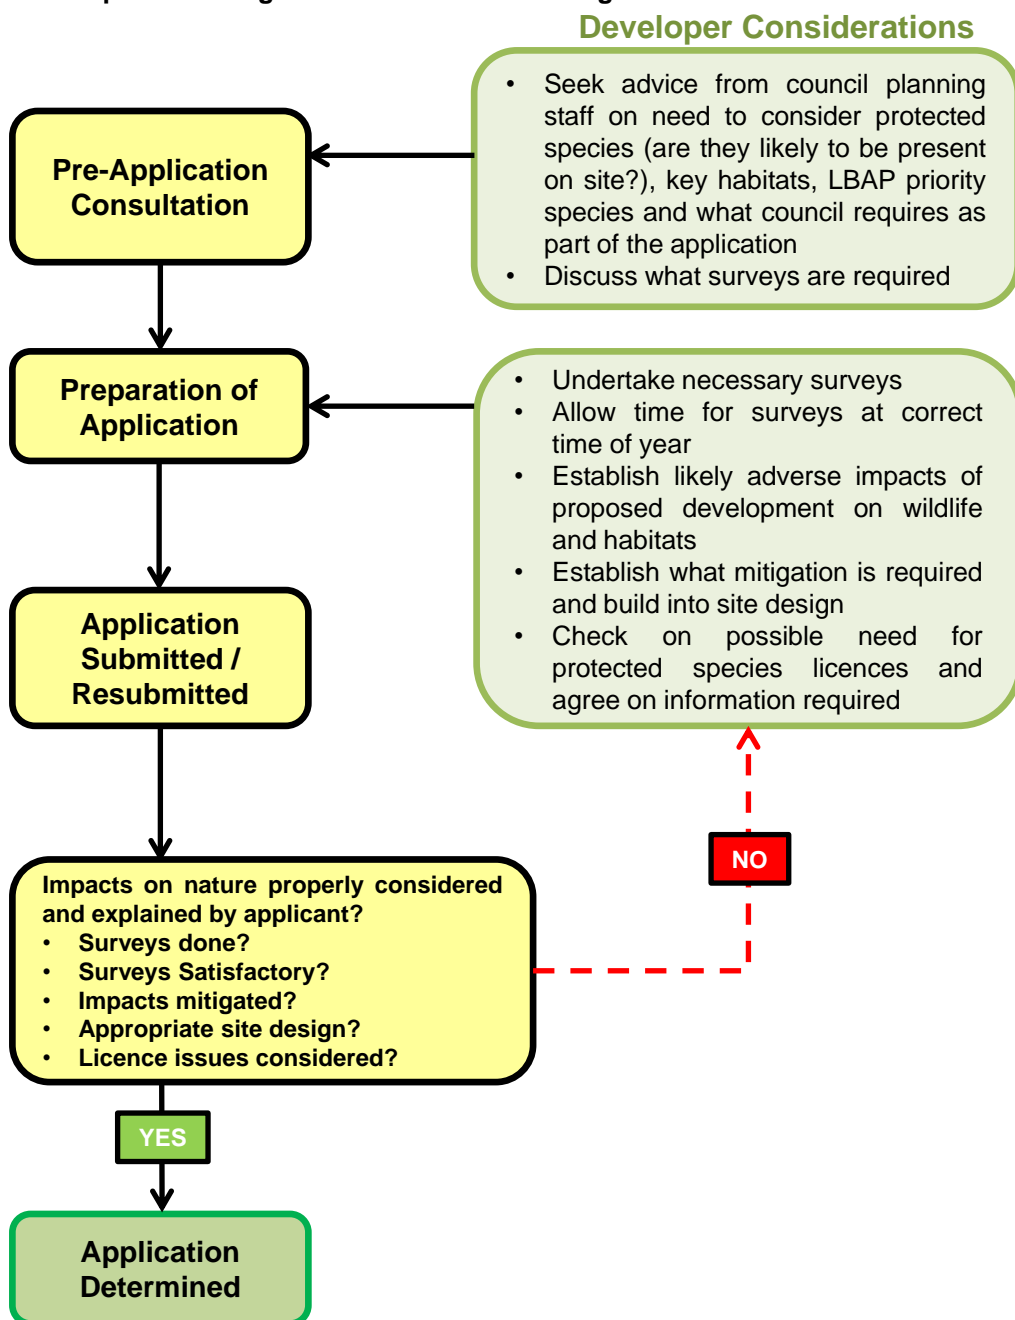 Developer Considerations
Pre-Application
Consultation
• Seek advice from council planning
staff on need to consider protected
species (are they likely to be present
on site?), key habitats, LBAP priority
species and what council requires as
part of the application
• Discuss what surveys are required
Preparation of
Application
• Undertake necessary surveys
• Allow time for surveys at correct
time of year
• Establish likely adverse impacts of
proposed development on wildlife
and habitats
• Establish what mitigation is required
and build into site design
• Check on possible need for
protected species licences and
agree on information required
Application
Submitted /
Resubmitted
NO
Impacts on nature properly considered
and explained by applicant?
• Surveys done?
• Surveys Satisfactory?
• Impacts mitigated?
• Appropriate site design?
• Licence issues considered?
YES
Application
Determined